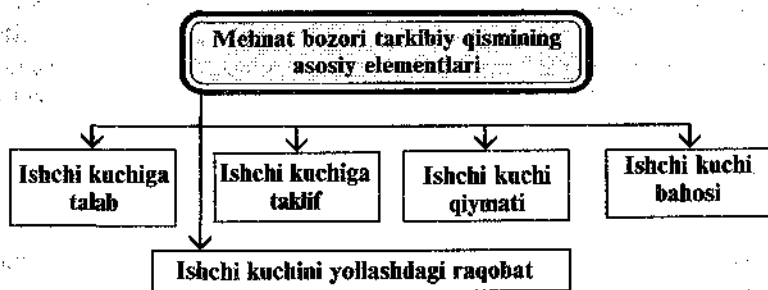 Mehnat bozori tarkibiy qismining
asosiy elementlari
Ishchi kuchiga
talab
Ishchi kuchiga
taklif
Ishchi kuchi
qiymati
Ishchi kuchi
bahosi
Ishchi kuchini yollashdagi raqobat